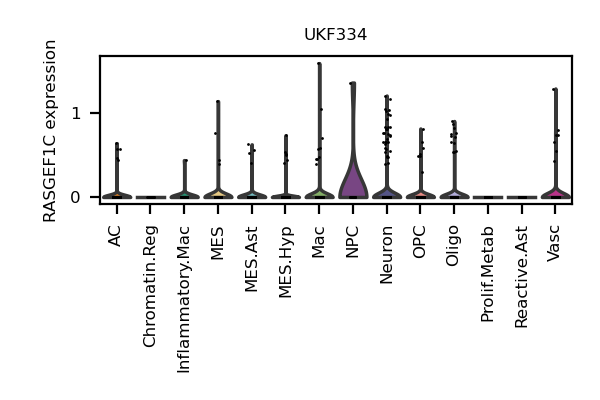 UKF334
RASGEF1C expression
1
0
AC
Chromatin.Reg
Inflammatory.Mac
MES
MES.Ast
MES.Hyp
Mac
NPC
Neuron
OPC
Oligo
Prolif.Metab
Reactive.Ast
Vasc